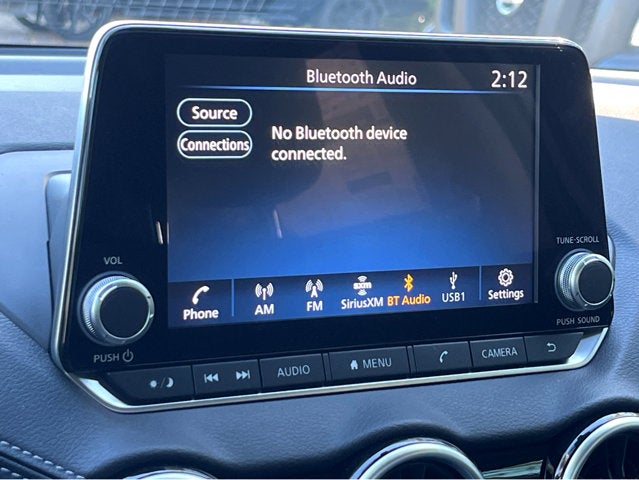 Bluetooth Audio 2:12
Source
Connections
No Bluetooth device
connected.
Phone AM FM SiriusXM BT Audio USB1 Settings
sxm
VOL
PUSH
TUNE·SCROLL
PUSH SOUND
AUDIO MENU CAMERA